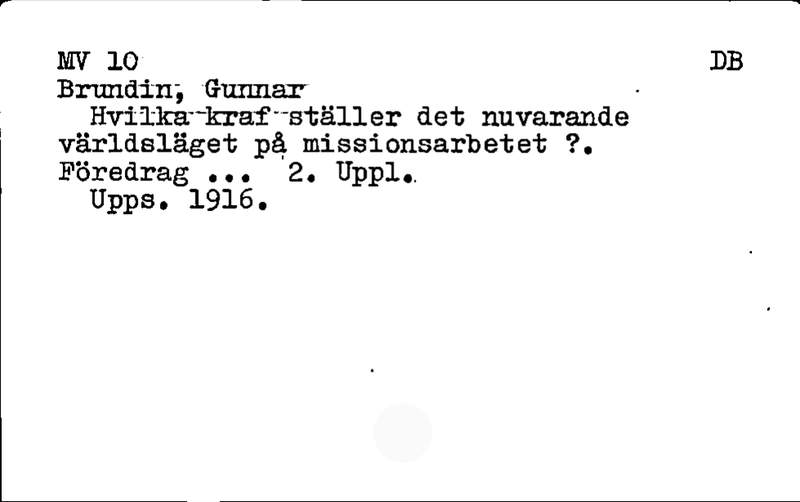 MV 10 DB
Brundin, Gunnar
Hvilka kraf ställer det nuvarande
världsläget på missionsarbetet ?.
Föredrag ... 2. Uppl.
Upps. 1916.